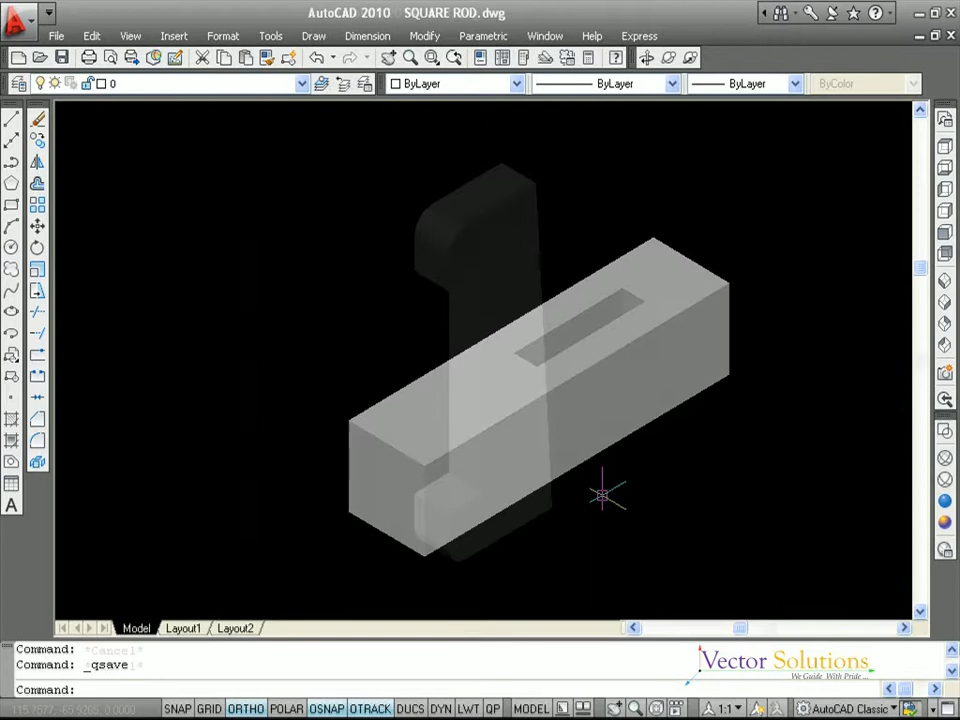 AutoCAD 2010 SQUARE ROD.dwg
File Edit View Insert Format Tools Draw Dimension Modify Parametric Window Help Express
0 ByLayer ByLayer ByLayer ByColor
A
Model Layout1 Layout2
Command: *Cancel*
Command: _qsave
Command:
Vector Solutions
We Guide With Pride ...
SNAP GRID ORTHO POLAR OSNAP OTRACK DUCS DYN LWT QP MODEL 1:1 AutoCAD Classic